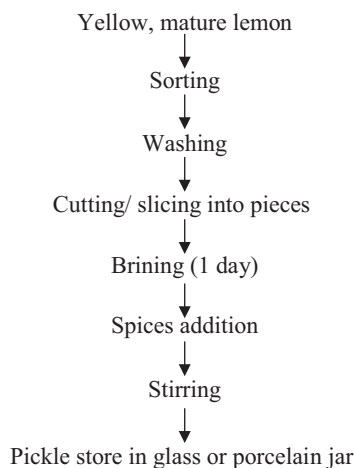 Yellow, mature lemon
Sorting
Washing
Cutting/ slicing into pieces
Brining (1 day)
Spices addition
Stirring
Pickle store in glass or porcelain jar